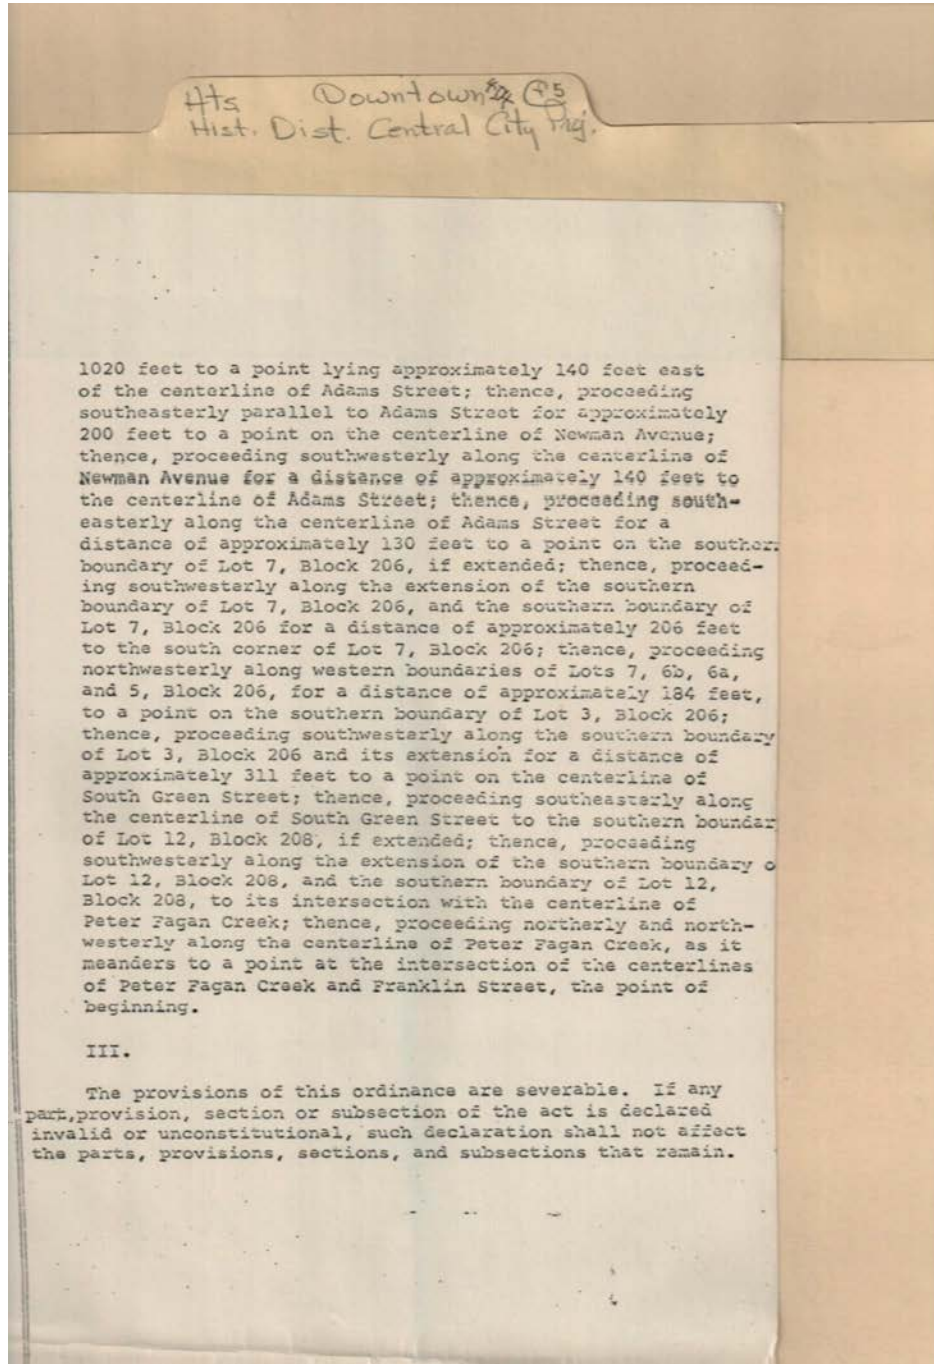 Hts Downtown
Hist. Dist. Central City Proj.
1020 feet to a point lying approximately 140 feet east
of the centerline of Adams Street; thence, proceeding
southeasterly parallel to Adams Street for approximately
200 feet to a point on the centerline of Newman Avenue;
thence, proceeding southwesterly along the centerline of
Newman Avenue for a distance of approximately 140 feet to
the centerline of Adams Street; thence, proceeding south-
easterly along the centerline of Adams Street for a
distance of approximately 130 feet to a point on the southern
boundary of Lot 7, Block 206, if extended; thence, proceed-
ing southwesterly along the extension of the southern
boundary of Lot 7, Block 206, and the southern boundary of
Lot 7, Block 206 for a distance of approximately 206 feet
to the south corner of Lot 7, Block 206; thence, proceeding
northwesterly along western boundaries of Lots 7, 6b, 6a,
and 5, Block 206, for a distance of approximately 184 feet,
to a point on the southern boundary of Lot 3, Block 206;
thence, proceeding southwesterly along the southern boundary
of Lot 3, Block 206 and its extension for a distance of
approximately 311 feet to a point on the centerline of
South Green Street; thence, proceeding southeasterly along
the centerline of South Green Street to the southern boundar
of Lot 12, Block 208, if extended; thence, proceeding
southwesterly along the extension of the southern boundary o
Lot 12, Block 208, and the southern boundary of Lot 12,
Block 208, to its intersection with the centerline of
Peter Fagan Creek; thence, proceeding northerly and north-
westerly along the centerline of Peter Fagan Creek, as it
meanders to a point at the intersection of the centerlines
of Peter Fagan Creek and Franklin Street, the point of
beginning.
III.
The provisions of this ordinance are severable. If any
part,provision, section or subsection of the act is declared
invalid or unconstitutional, such declaration shall not affect
the parts, provisions, sections, and subsections that remain.